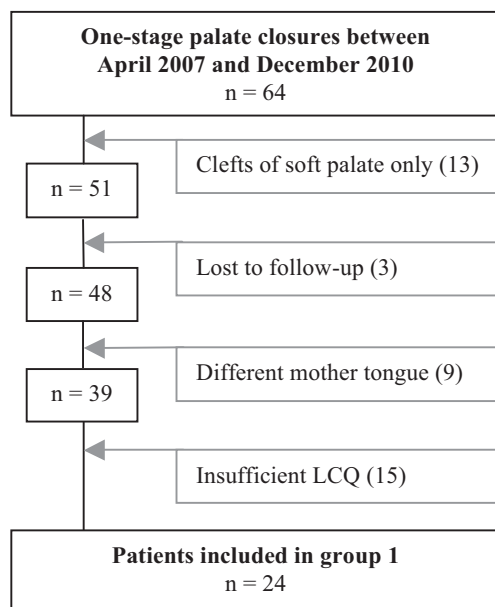 One-stage palate closures between
April 2007 and December 2010
n = 64
Clefts of soft palate only (13)
n = 51
Lost to follow-up (3)
n = 48
Different mother tongue (9)
n = 39
Insufficient LCQ (15)
Patients included in group 1
n = 24